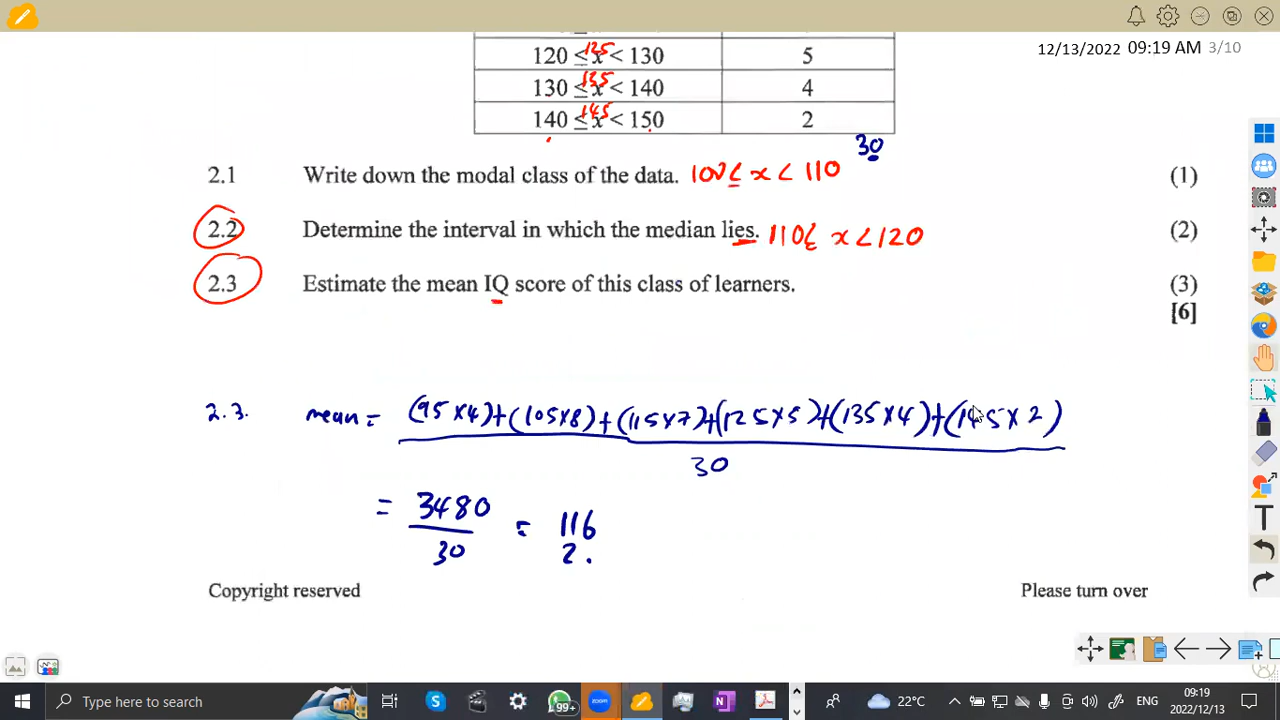 12/13/2022 09:19 AM 3/10
120 ≤ x < 130 125 5
130 ≤ x < 140 135 4
140 ≤ x < 150 145 2
30
2.1 Write down the modal class of the data. 100 ≤ x < 110 (1)
2.2 Determine the interval in which the median lies. 110 ≤ x < 120 (2)
2.3 Estimate the mean IQ score of this class of learners. (3)
[6]
2.3. mean = (95×4)+(105×8)+(115×7)+(125×5)+(135×4)+(145×2)
30
= 3480 = 116
30 2.
Copyright reserved Please turn over
T
Type here to search
99+
22°C ENG 09:19
2022/12/13